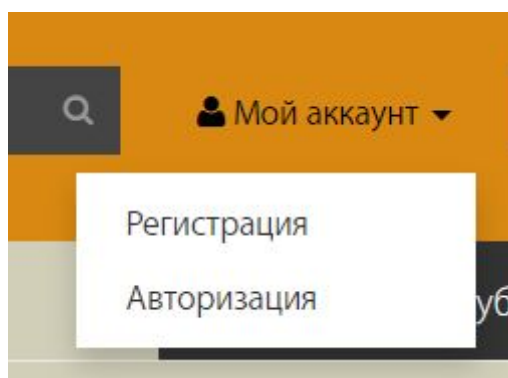 Мой аккаунт
Регистрация
Авторизация